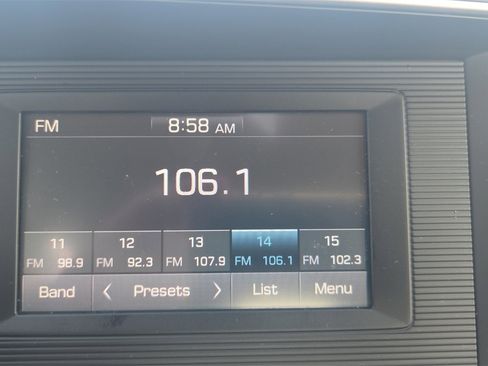 FM 8:58 AM
106.1
11 12 13 14 15
FM 98.9 FM 92.3 FM 107.9 FM 106.1 FM 102.3
Band < Presets > List Menu